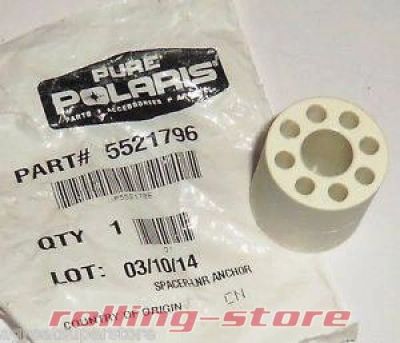 PURE
POLARIS
PARTS ACCESSORIES APPAREL
PART# 5521796
P5521796
QTY 1
LOT: 03/10/14
SPACER-LNR ANCHOR
COUNTRY OF ORIGIN CN
rolling-store